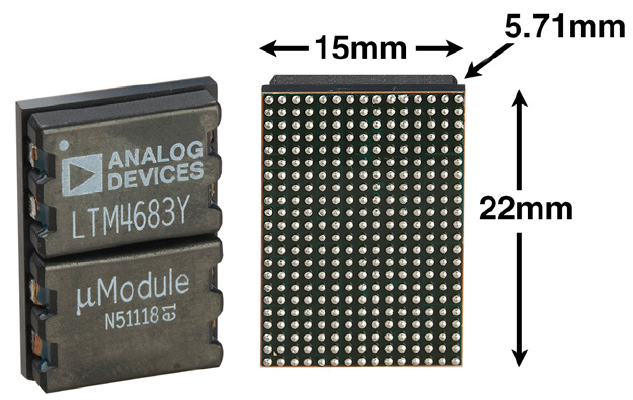 ANALOG
DEVICES
LTM4683Y
µModule
N51118 e1
15mm
5.71mm
22mm